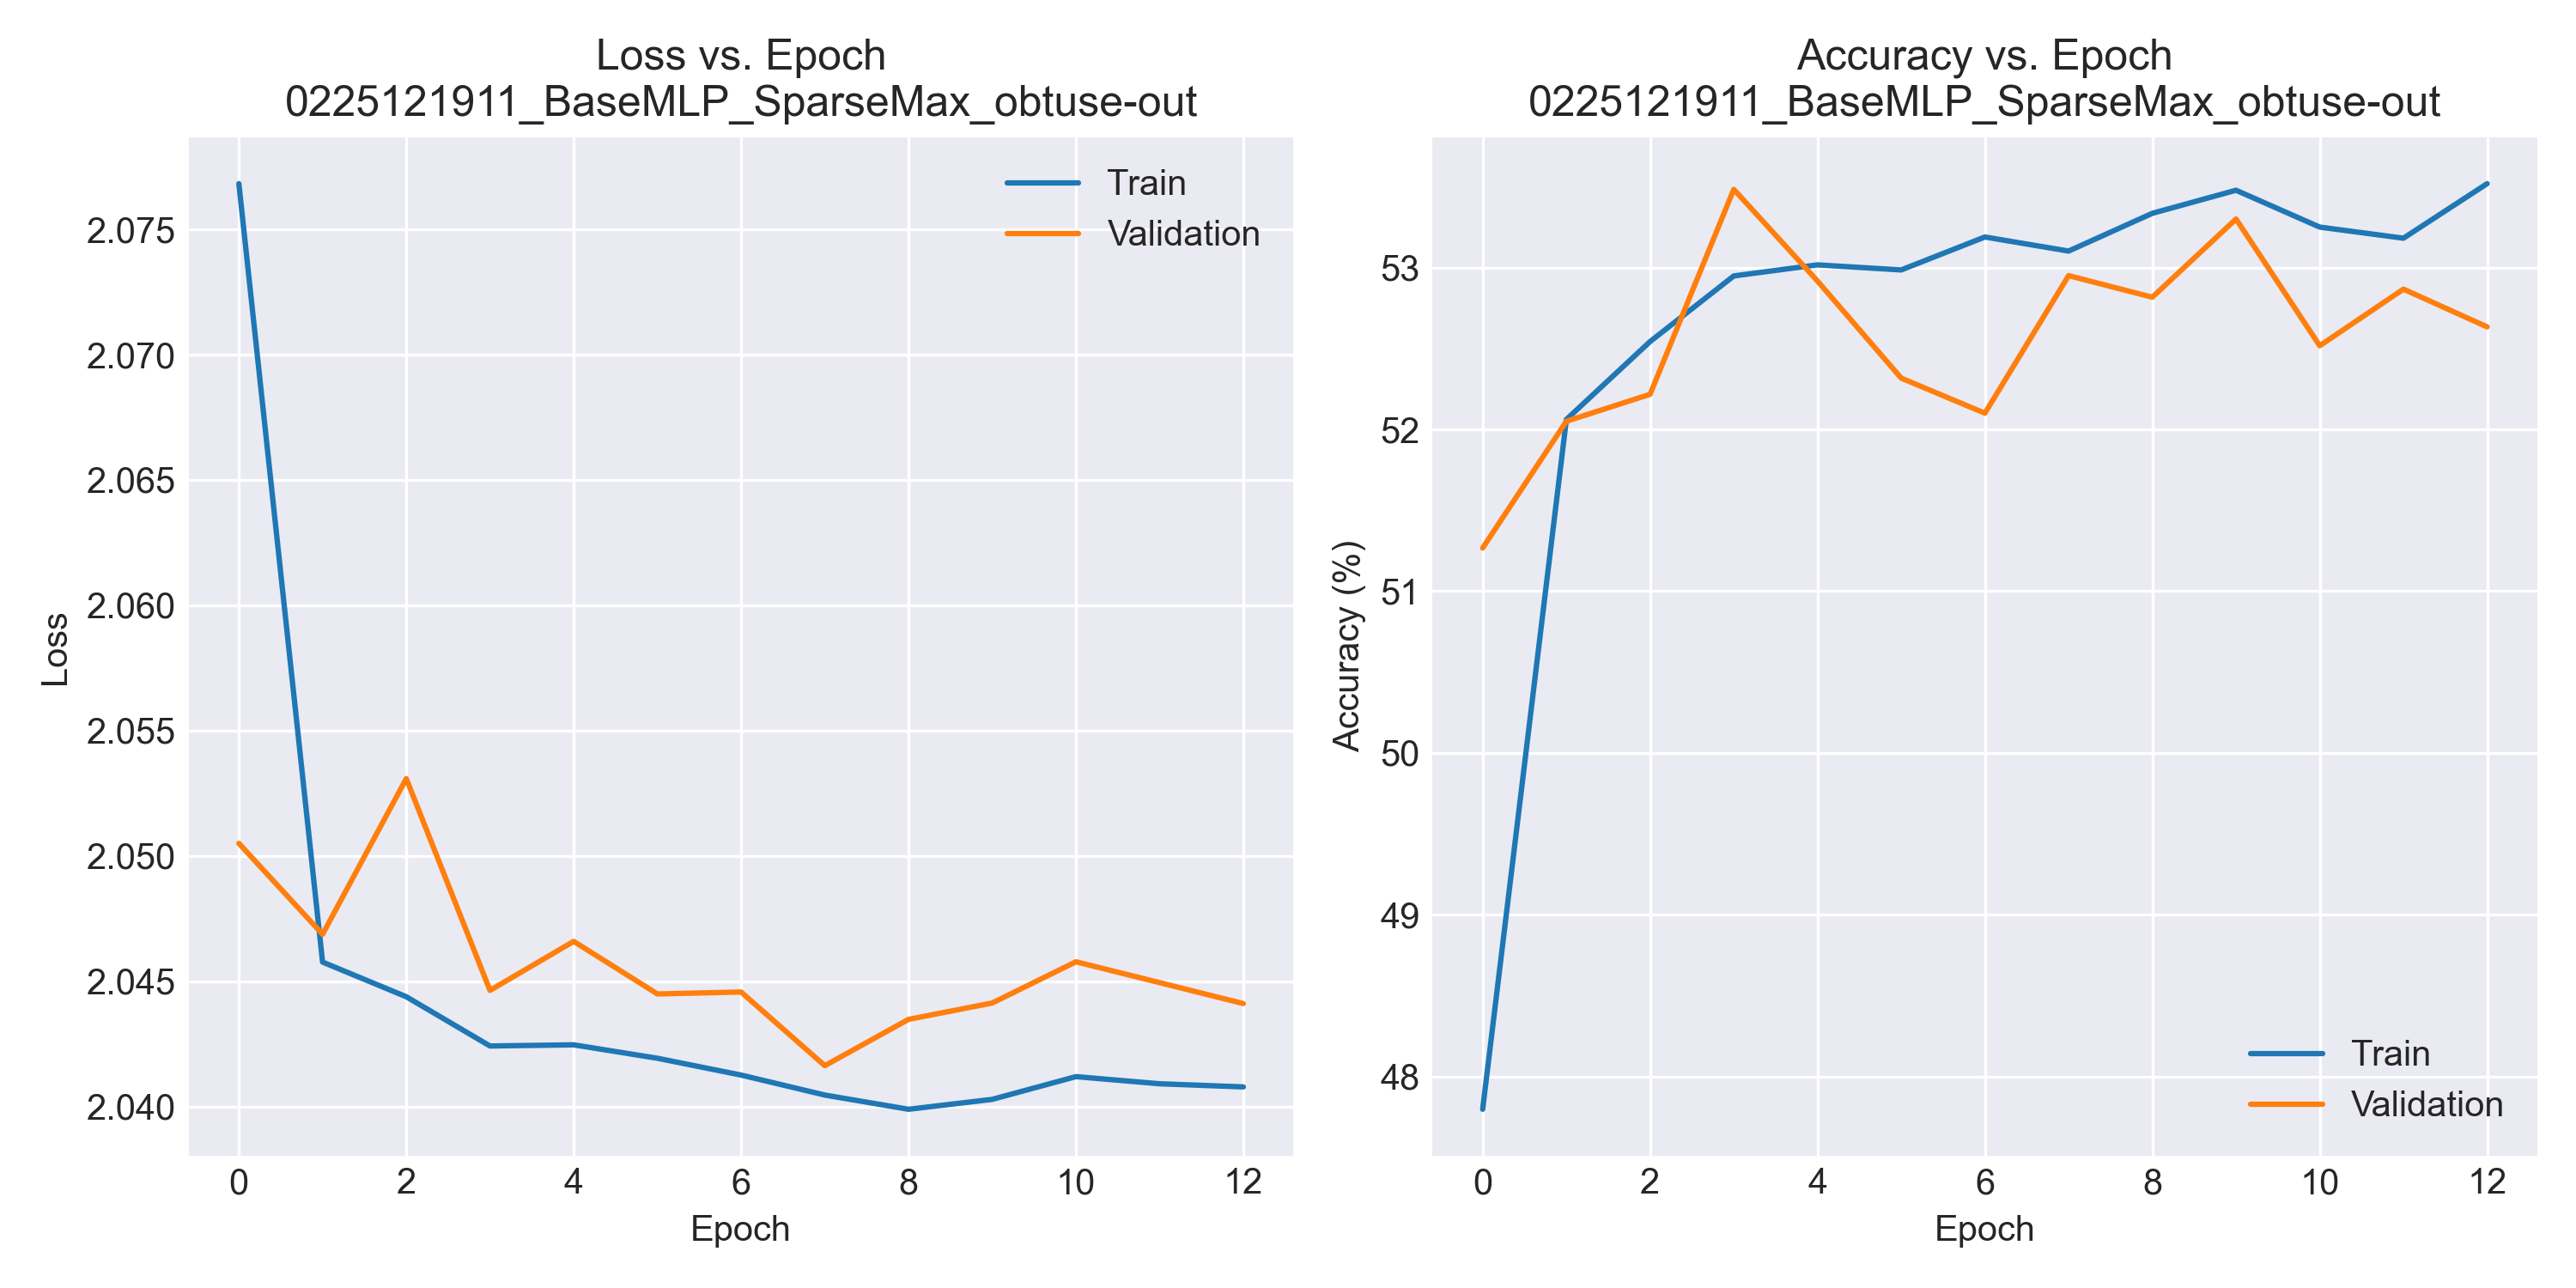 Loss vs. Epoch
0225121911_BaseMLP_SparseMax_obtuse-out
Train
Validation
2.075
2.070
2.065
2.060
2.055
2.050
2.045
2.040
Loss
0 2 4 6 8 10 12
Epoch
Accuracy vs. Epoch
0225121911_BaseMLP_SparseMax_obtuse-out
53
52
51
50
49
48
Accuracy (%)
Train
Validation
0 2 4 6 8 10 12
Epoch